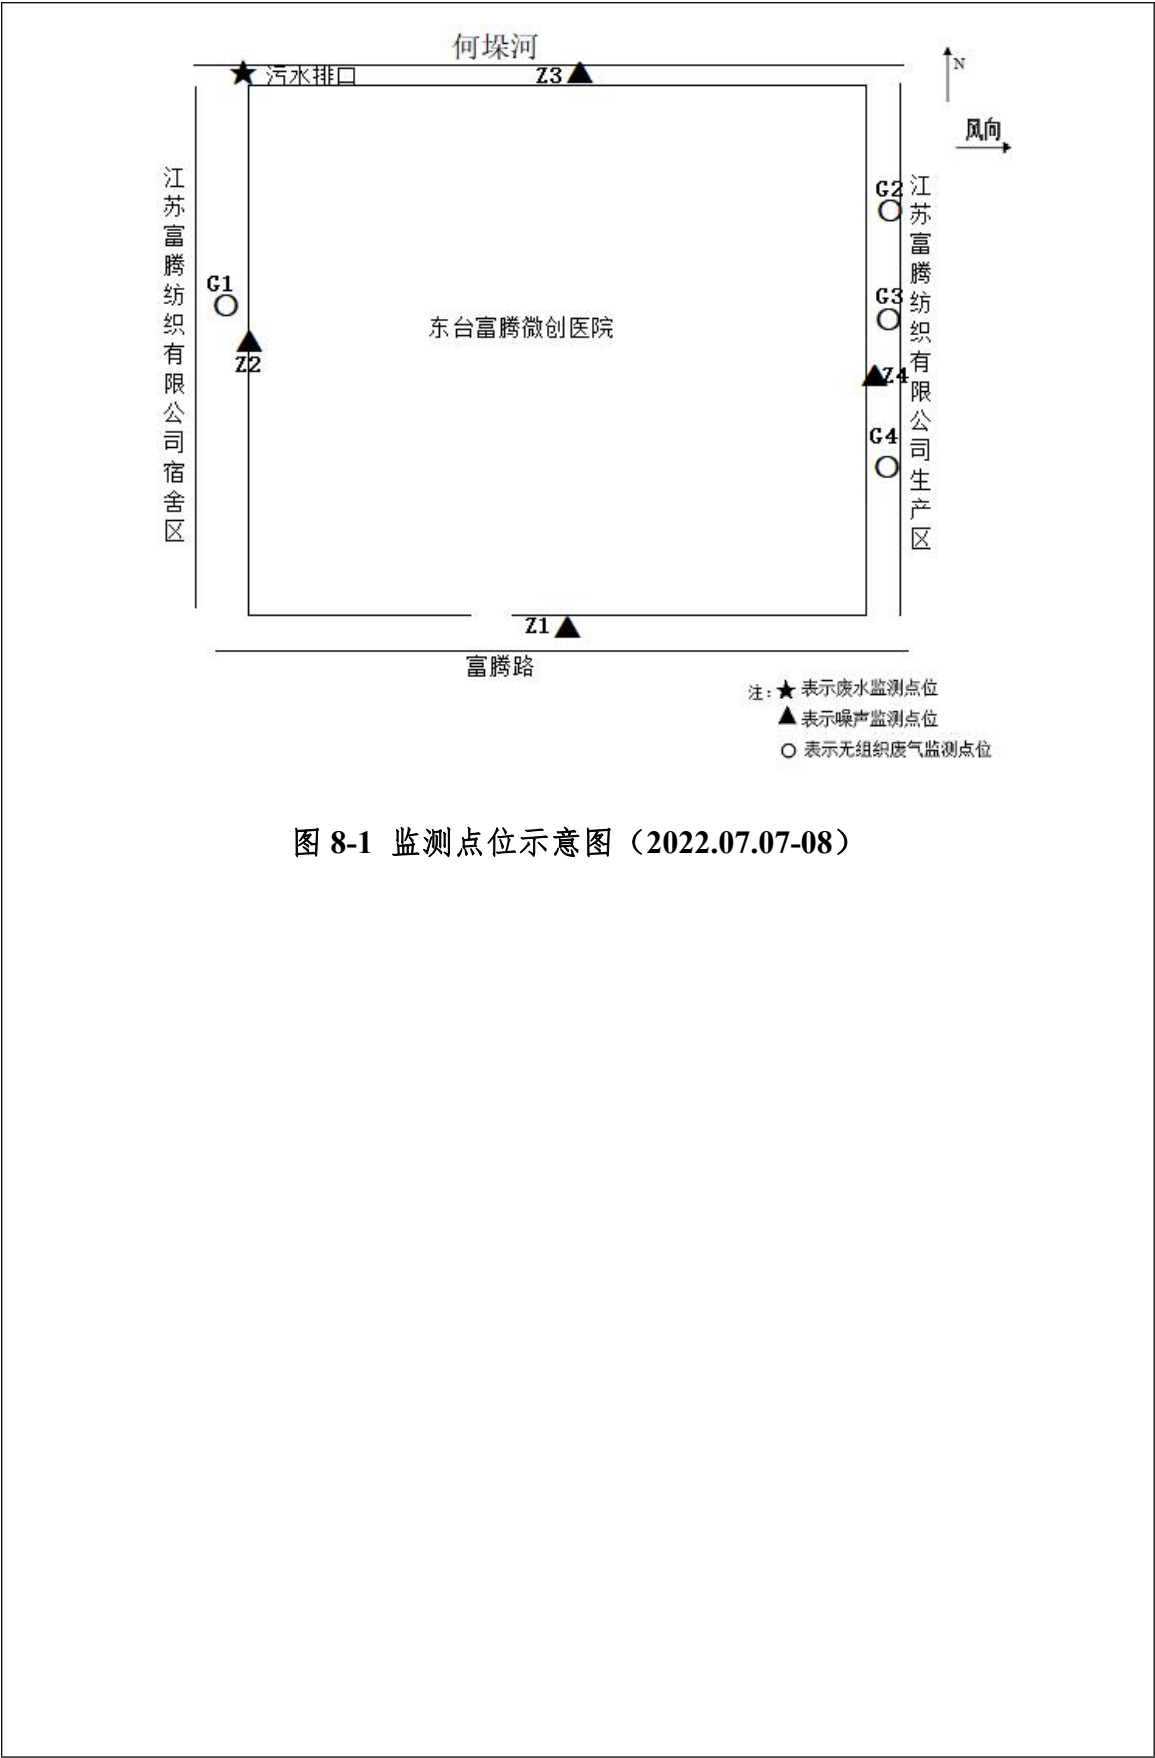 何垛河
污水排口
Z3
N
风向
江苏富腾纺织有限公司宿舍区
G1
Z2
东台富腾微创医院
G2
G3
Z4
G4
江苏富腾纺织有限公司生产区
Z1
富腾路
注：★表示废水监测点位
▲表示噪声监测点位
○表示无组织废气监测点位
图 8-1 监测点位示意图（2022.07.07-08）